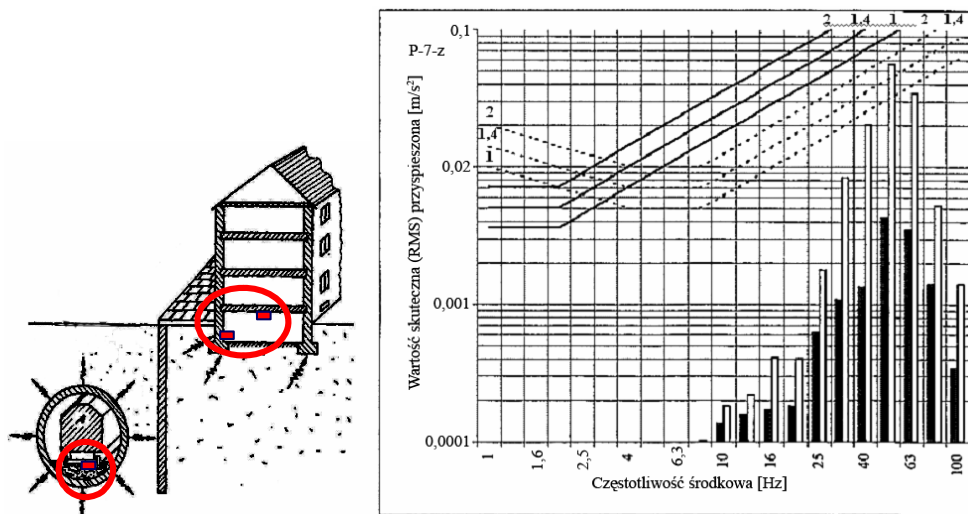 2 1,4 1 2 1,4
0,1
P-7-z
2
1,4
1
0,02
0,001
0,0001
Wartość skuteczna (RMS) przyspieszona [m/s²]
1 1,6 2,5 4 6,3 10 16 25 40 63 100
Częstotliwość środkowa [Hz]